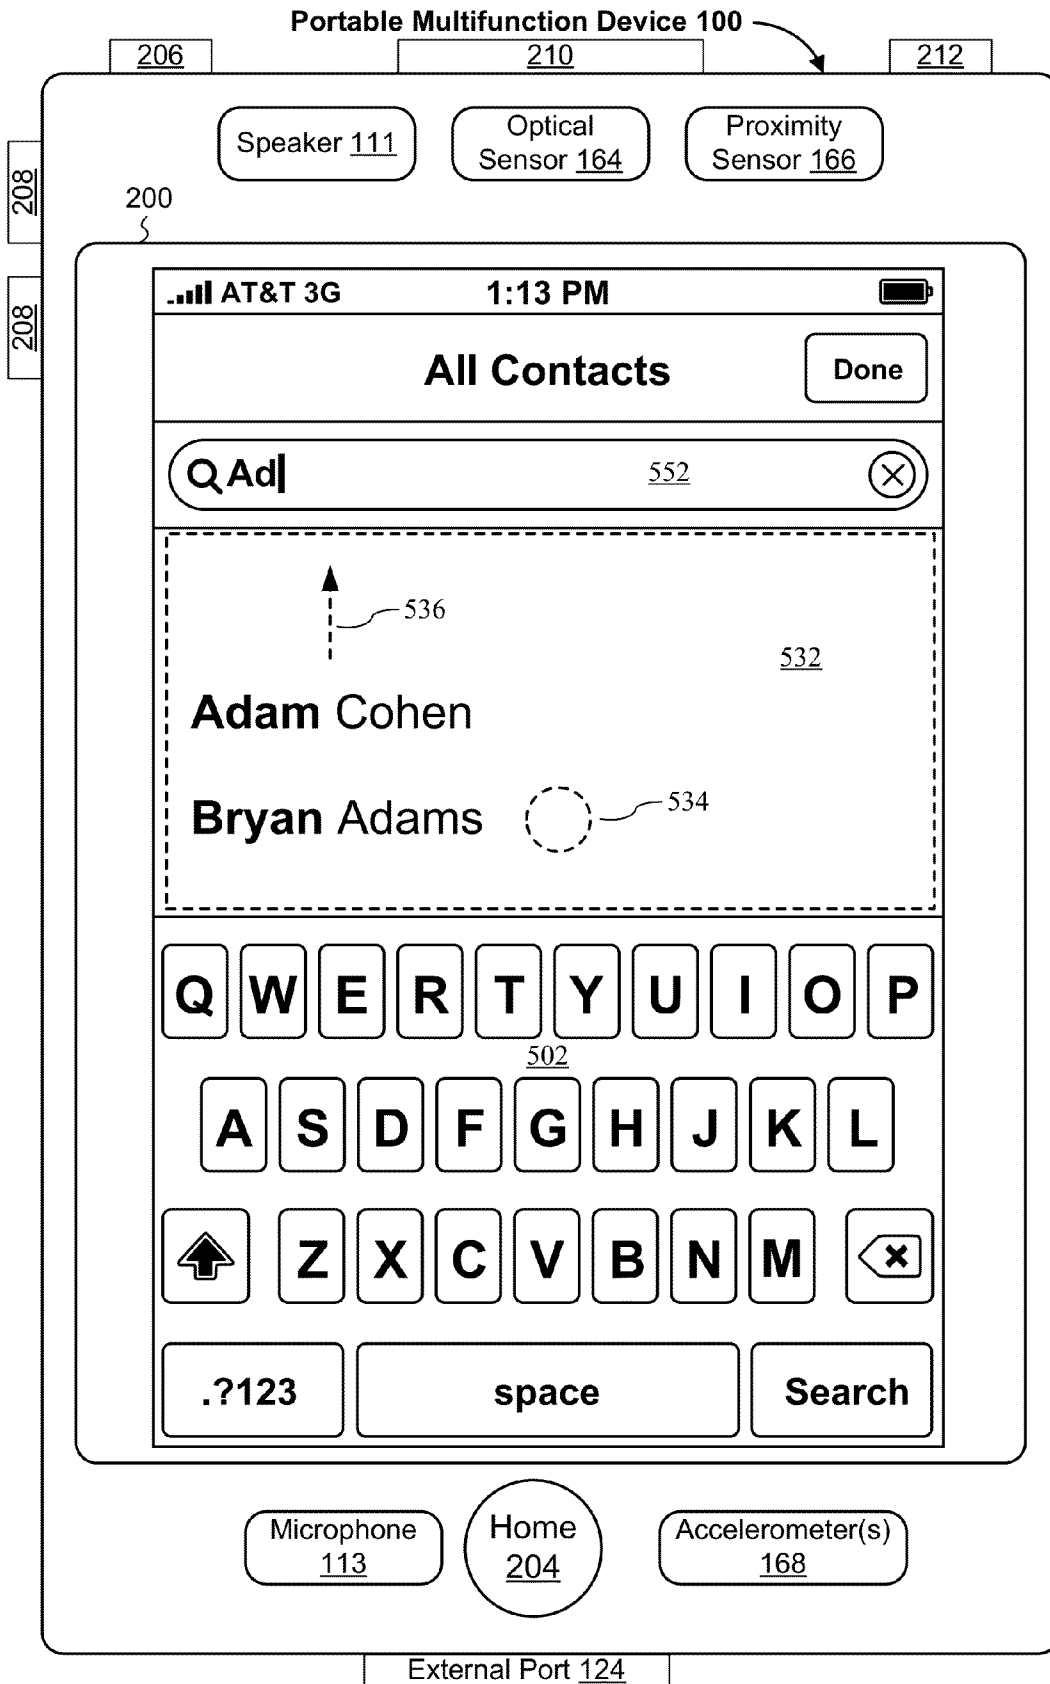 Portable Multifunction Device 100
206
210
212
Speaker 111
Optical
Sensor 164
Proximity
Sensor 166
208
200
208
AT&T 3G 1:13 PM
All Contacts Done
Ad 552
536
532
Adam Cohen
Bryan Adams 534
Q W E R T Y U I O P
502
A S D F G H J K L
Z X C V B N M
.?123 space Search
Microphone
113
Home
204
Accelerometer(s)
168
External Port 124